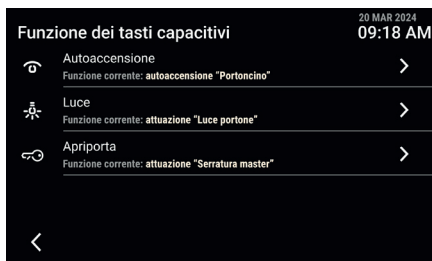 20 MAR 2024
Funzione dei tasti capacitivi
09:18 AM
Autoaccensione
Funzione corrente: autoaccensione "Portoncino"
Luce
Funzione corrente: attuazione "Luce portone"
Apriporta
Funzione corrente: attuazione "Serratura master"